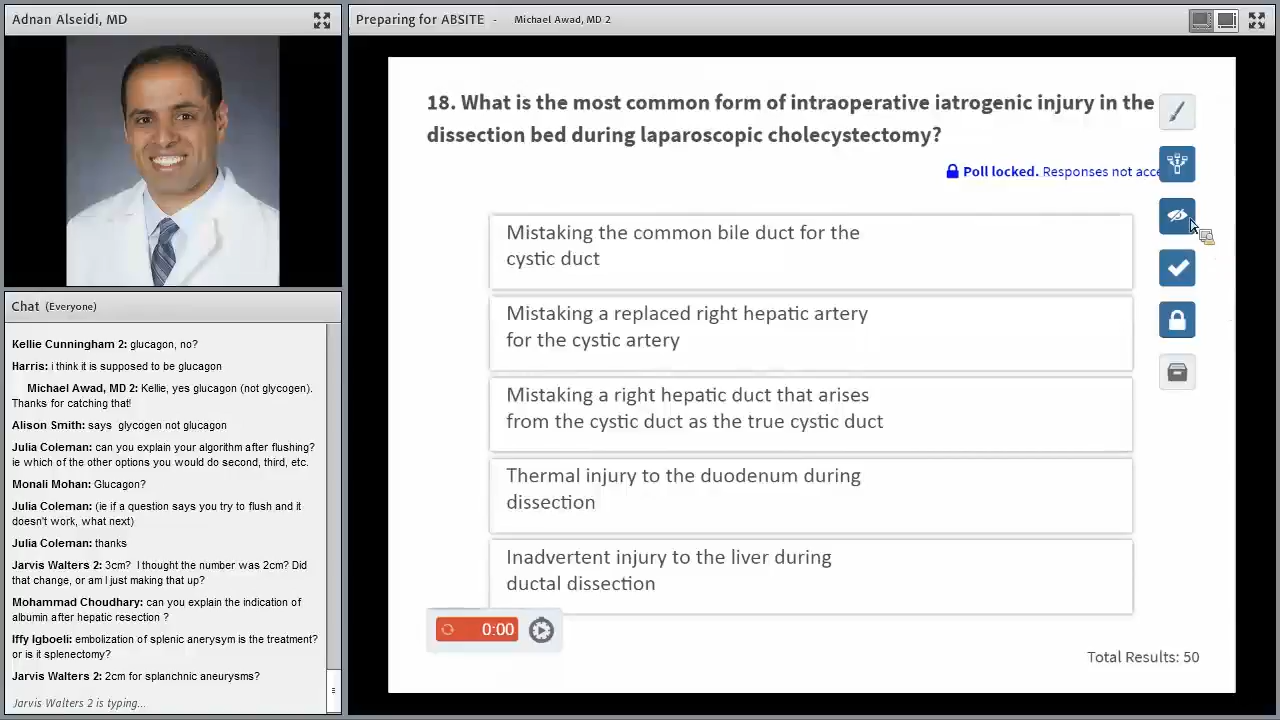 Adnan Alseidi, MD
Preparing for ABSITE - Michael Awad, MD 2
18. What is the most common form of intraoperative iatrogenic injury in the
dissection bed during laparoscopic cholecystectomy?
Poll locked. Responses not acce
Mistaking the common bile duct for the
cystic duct
Mistaking a replaced right hepatic artery
for the cystic artery
Mistaking a right hepatic duct that arises
from the cystic duct as the true cystic duct
Thermal injury to the duodenum during
dissection
Inadvertent injury to the liver during
ductal dissection
0:00
Total Results: 50
Chat (Everyone)
Kellie Cunningham 2: glucagon, no?
Harris: i think it is supposed to be glucagon
Michael Awad, MD 2: Kellie, yes glucagon (not glycogen).
Thanks for catching that!
Alison Smith: says glycogen not glucagon
Julia Coleman: can you explain your algorithm after flushing?
ie which of the other options you would do second, third, etc.
Monali Mohan: Glucagon?
Julia Coleman: (ie if a question says you try to flush and it
doesn't work, what next)
Julia Coleman: thanks
Jarvis Walters 2: 3cm? I thought the number was 2cm? Did
that change, or am I just making that up?
Mohammad Choudhary: can you explain the indication of
albumin after hepatic resection ?
Iffy Igboeli: embolization of splenic anerysym is the treatment?
or is it splenectomy?
Jarvis Walters 2: 2cm for splanchnic aneurysms?
Jarvis Walters 2 is typing...